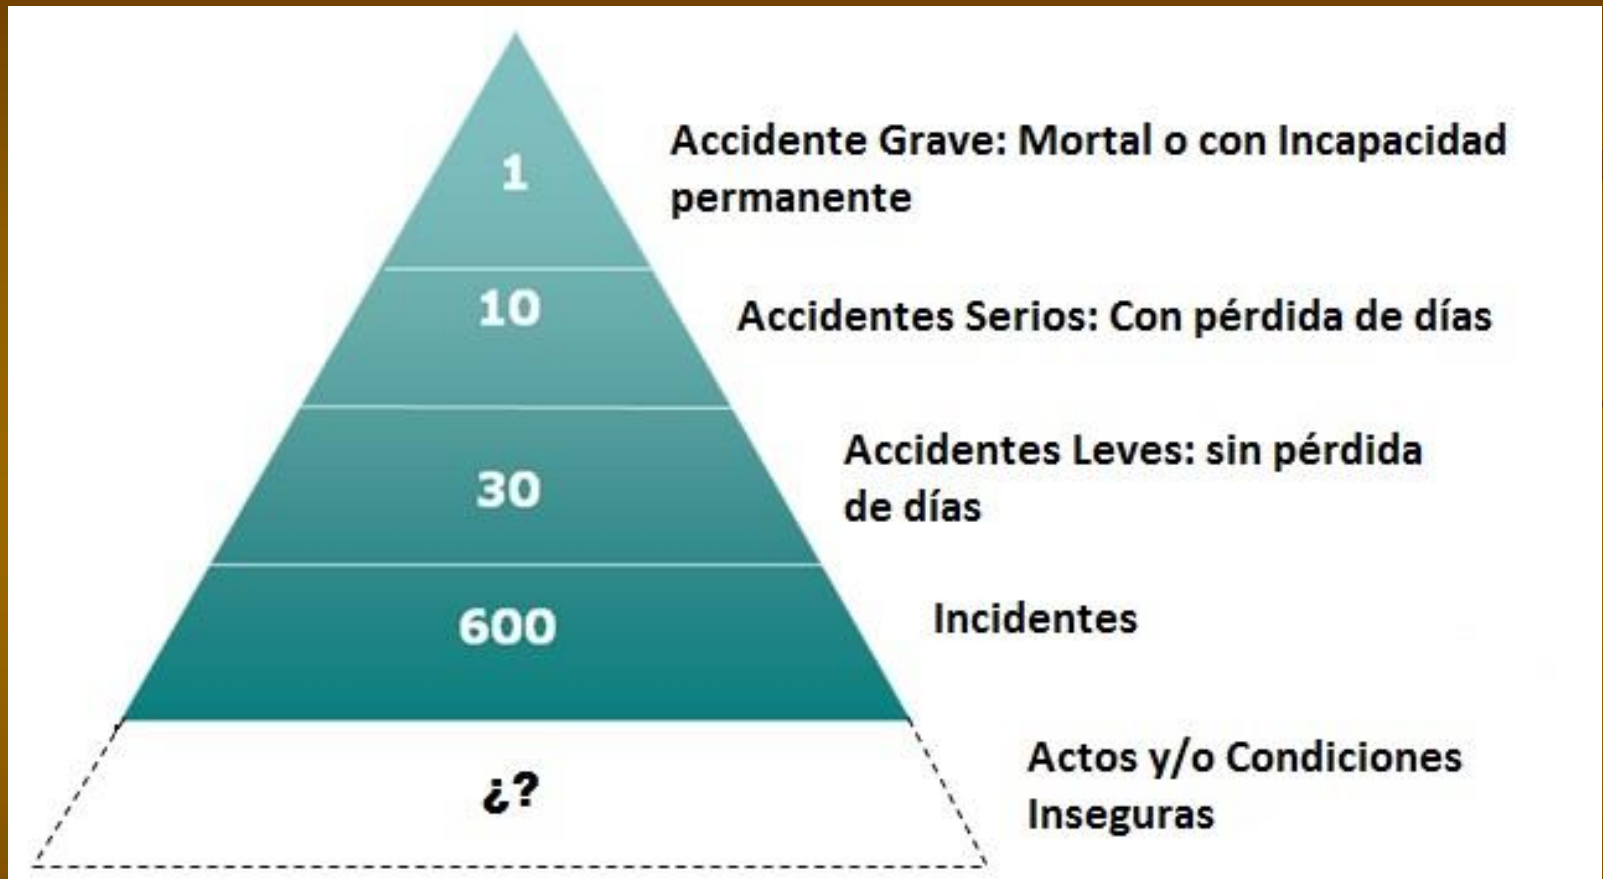 1
Accidente Grave: Mortal o con Incapacidad
permanente
10
Accidentes Serios: Con pérdida de días
30
Accidentes Leves: sin pérdida
de días
600
Incidentes
¿?
Actos y/o Condiciones
Inseguras